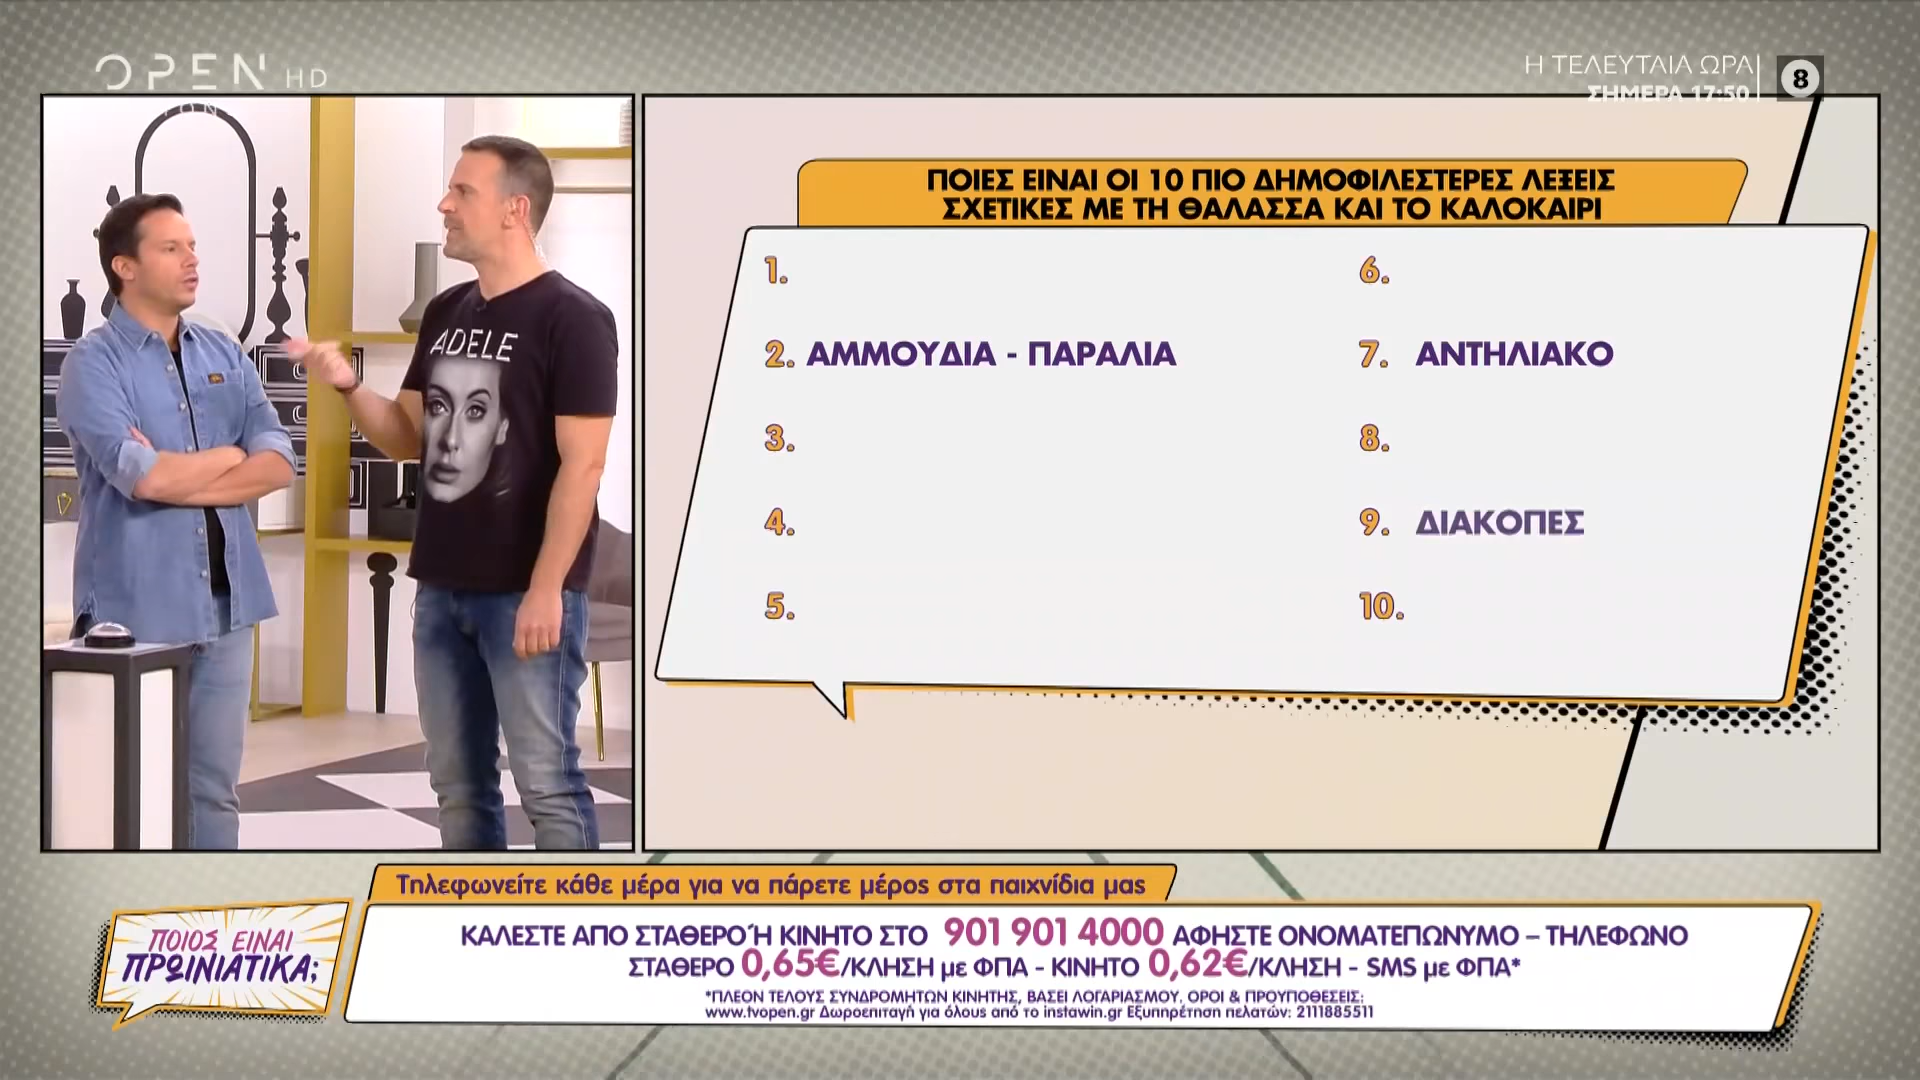 OPEN HD
Η ΤΕΛΕΥΤΑΙΑ ΩΡΑ
ΣΗΜΕΡΑ 17:50
8
ADELE
ΠΟΙΕΣ ΕΙΝΑΙ ΟΙ 10 ΠΙΟ ΔΗΜΟΦΙΛΕΣΤΕΡΕΣ ΛΕΞΕΙΣ
ΣΧΕΤΙΚΕΣ ΜΕ ΤΗ ΘΑΛΑΣΣΑ ΚΑΙ ΤΟ ΚΑΛΟΚΑΙΡΙ
1.
2. ΑΜΜΟΥΔΙΑ - ΠΑΡΑΛΙΑ
3.
4.
5.
6.
7. ΑΝΤΗΛΙΑΚΟ
8.
9. ΔΙΑΚΟΠΕΣ
10.
Τηλεφωνείτε κάθε μέρα για να πάρετε μέρος στα παιχνίδια μας
ΠΟΙΟΣ ΕΙΝΑΙ
ΠΡΩΙΝΙΑΤΙΚΑ;
ΚΑΛΕΣΤΕ ΑΠΟ ΣΤΑΘΕΡΟ Ή ΚΙΝΗΤΟ ΣΤΟ 901 901 4000 ΑΦΗΣΤΕ ΟΝΟΜΑΤΕΠΩΝΥΜΟ – ΤΗΛΕΦΩΝΟ
ΣΤΑΘΕΡΟ 0,65€/ΚΛΗΣΗ με ΦΠΑ - ΚΙΝΗΤΟ 0,62€/ΚΛΗΣΗ - SMS με ΦΠΑ*
*ΠΛΕΟΝ ΤΕΛΟΥΣ ΣΥΝΔΡΟΜΗΤΩΝ ΚΙΝΗΤΗΣ, ΒΑΣΕΙ ΛΟΓΑΡΙΑΣΜΟΥ. ΟΡΟΙ & ΠΡΟΥΠΟΘΕΣΕΙΣ:
www.tvopen.gr Δωροεπιταγή για όλους από το instawin.gr Εξυπηρέτηση πελατών: 2111885511